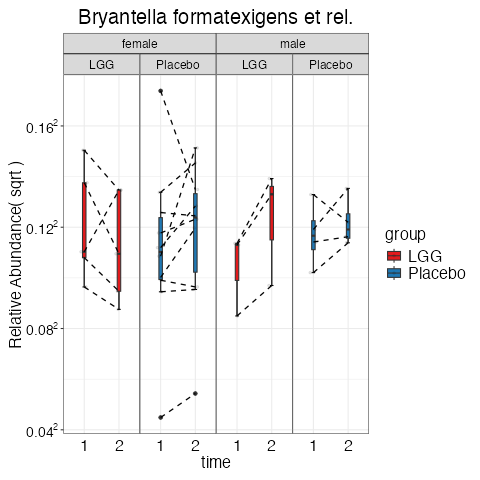 Bryantella formatexigens et rel.
female male
LGG Placebo LGG Placebo
Relative Abundance( sqrt )
0.16²
0.12²
0.08²
0.04²
1 2 1 2 1 2 1 2
time
group
LGG
Placebo